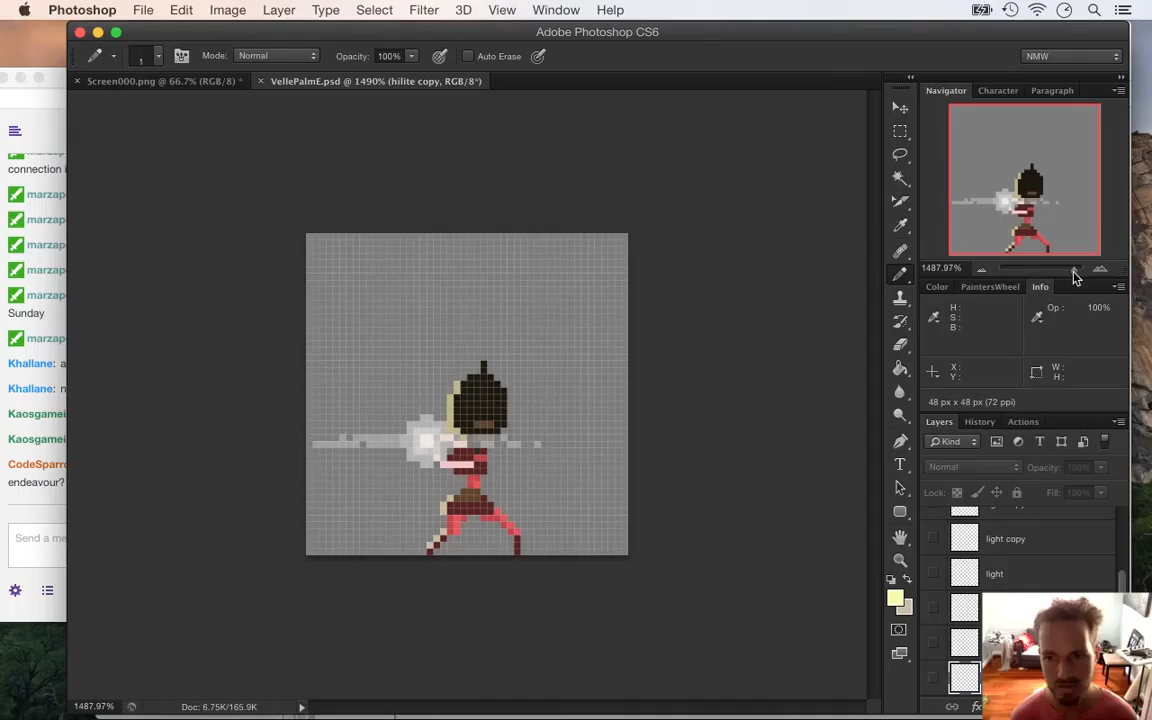 Photoshop File Edit Image Layer Type Select Filter 3D View Window Help
Adobe Photoshop CS6
1 Mode: Normal Opacity: 100% Auto Erase NMW
Screen000.png @ 66.7% (RGB/8) * VellePalmE.psd @ 1490% (hilite copy, RGB/8*)
Navigator Character Paragraph
connection i
marzap
marzap
marzap
marzap
marzap
Sunday
marzap
Khallane: a
Khallane: n
Kaosgamei
Kaosgamei
CodeSparr
endeavour?
Send a me
1487.97%
Color PaintersWheel Info
H:
S:
B:
Op: 100%
X:
Y:
W:
H:
48 px x 48 px (72 ppi)
Layers History Actions
Kind
Normal Opacity: 100%
Lock: Fill: 100%
light copy
light
fx
1487.97% Doc: 6.75K/165.9K